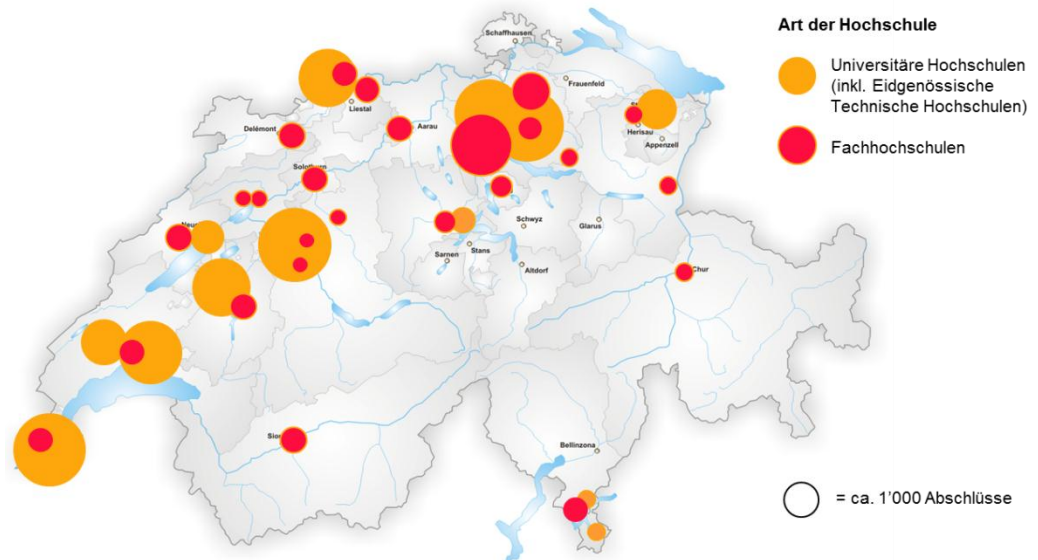 Art der Hochschule
Universitäre Hochschulen
(inkl. Eidgenössische
Technische Hochschulen)
Fachhochschulen
Schaffhausen
Frauenfeld
Liestal
Delémont
Aarau
Herisau
Appenzell
Schwyz
Glarus
Stans
Sarnen
Altdorf
Chur
Bellinzona
= ca. 1'000 Abschlüsse